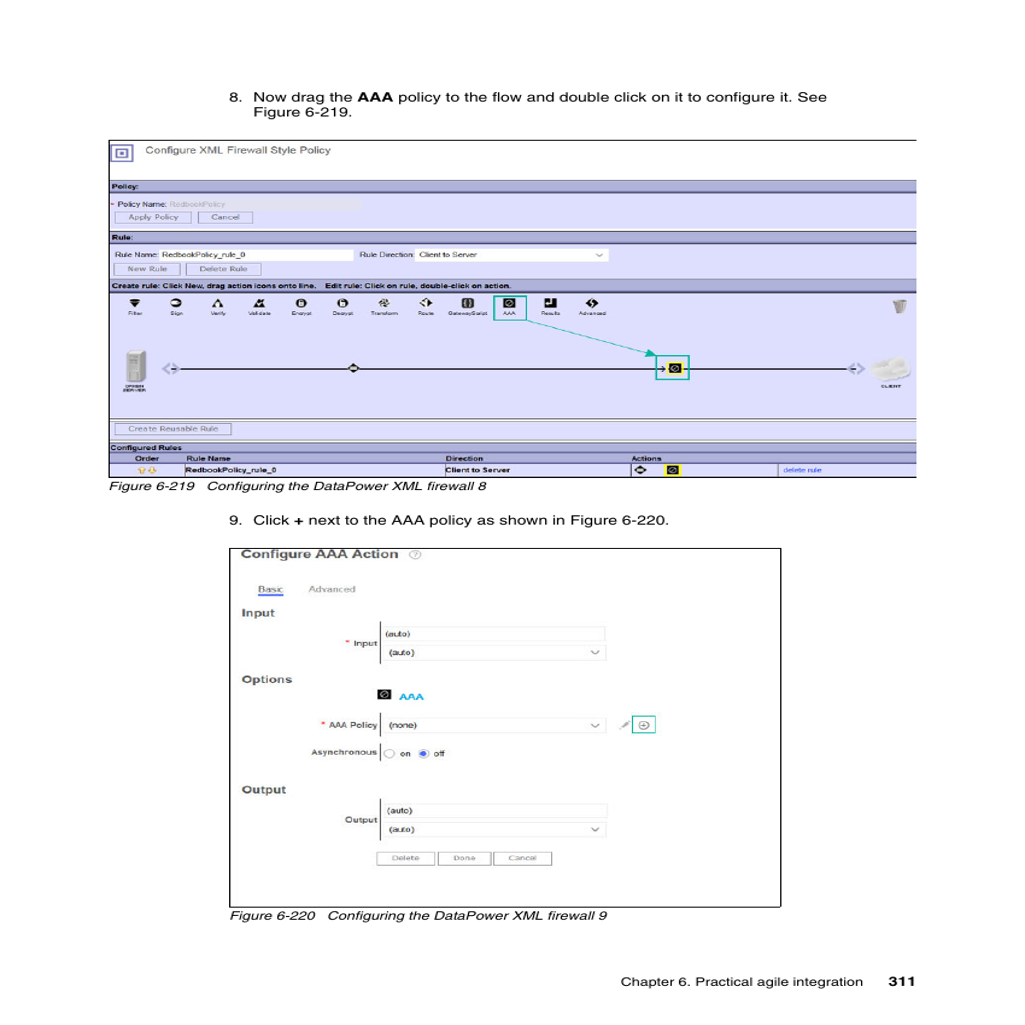 8. Now drag the AAA policy to the flow and double click on it to configure it. See
Figure 6-219.
Configure XML Firewall Style Policy
Policy:
* Policy Name: RedbookPolicy
Apply Policy Cancel
Rule:
Rule Name: RedbookPolicy_rule_0 Rule Direction: Client to Server
New Rule Delete Rule
Create rule: Click New, drag action icons onto line. Edit rule: Click on rule, double-click on action.
Filter Sign Verify Validate Encrypt Decrypt Transform Route GatewayScript AAA Results Advanced
ORIGIN
SERVER
CLIENT
Create Reusable Rule
Configured Rules
Order Rule Name Direction Actions
RedbookPolicy_rule_0 Client to Server delete rule
Figure 6-219 Configuring the DataPower XML firewall 8
9. Click + next to the AAA policy as shown in Figure 6-220.
Configure AAA Action ?
Basic Advanced
Input
(auto)
* Input
(auto)
Options
AAA
* AAA Policy (none)
Asynchronous on off
Output
(auto)
Output
(auto)
Delete Done Cancel
Figure 6-220 Configuring the DataPower XML firewall 9
Chapter 6. Practical agile integration 311